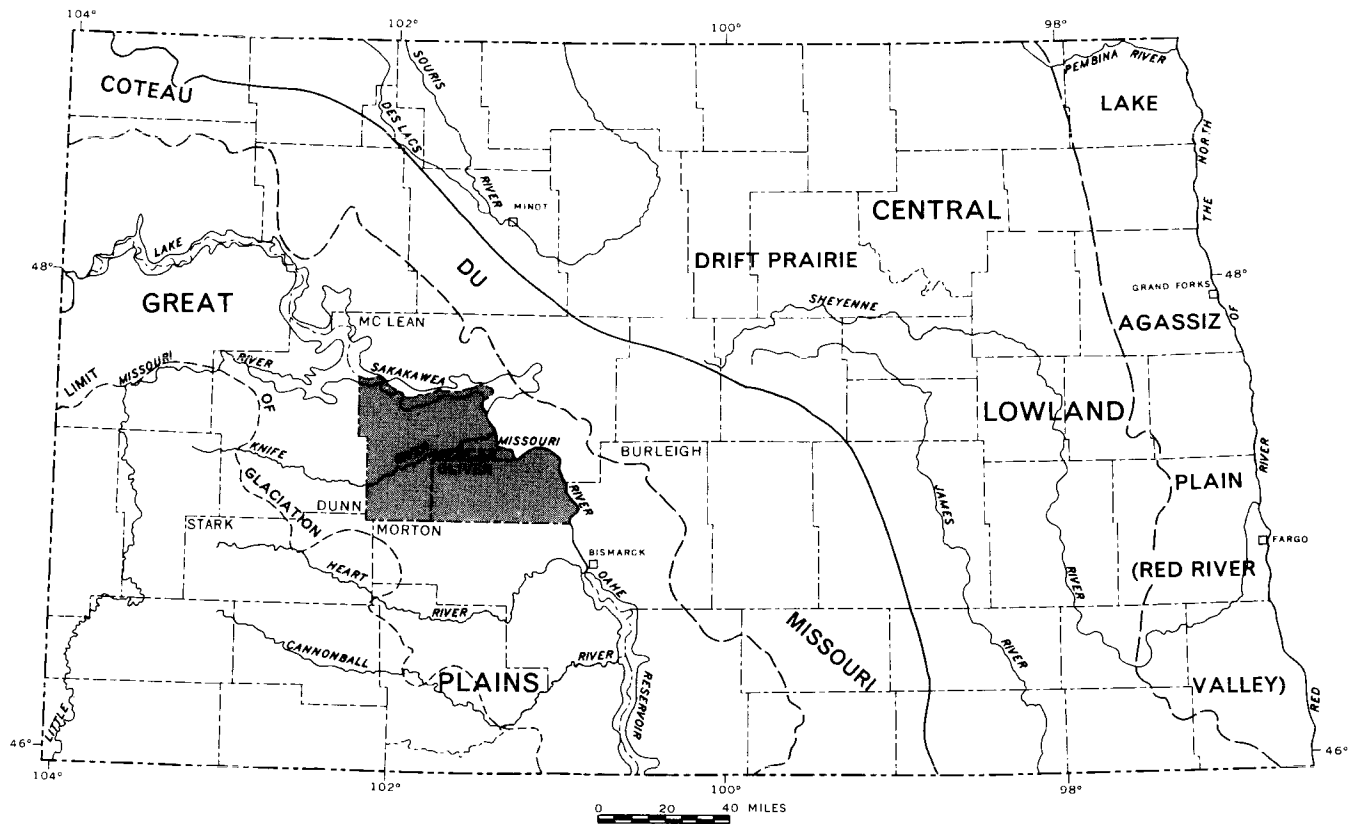 104° 102° 100° 98°
PEMBINA RIVER
COTEAU
SOURIS
RIVER
DES LACS
MINOT
LAKE
CENTRAL
DRIFT PRAIRIE
DU
48°
48°
LAKE
GREAT
SHEYENNE
GRAND FORKS
AGASSIZ
MC LEAN
LIMIT
MISSOURI
RIVER
OF
SAKAKAWEA
LOWLAND
KNIFE
MISSOURI
BURLEIGH
OLIVER
GLACIATION
DUNN
RIVER
JAMES
PLAIN
STARK
MORTON
BISMARCK
FARGO
HEART
RIVER
OAHE
RIVER
(RED RIVER
CANNONBALL
RIVER
MISSOURI
RIVER
PLAINS
RESERVOIR
VALLEY)
LITTLE
RED
RIVER
OF
THE NORTH
46°
46°
104° 102° 100° 98°
0 20 40 MILES